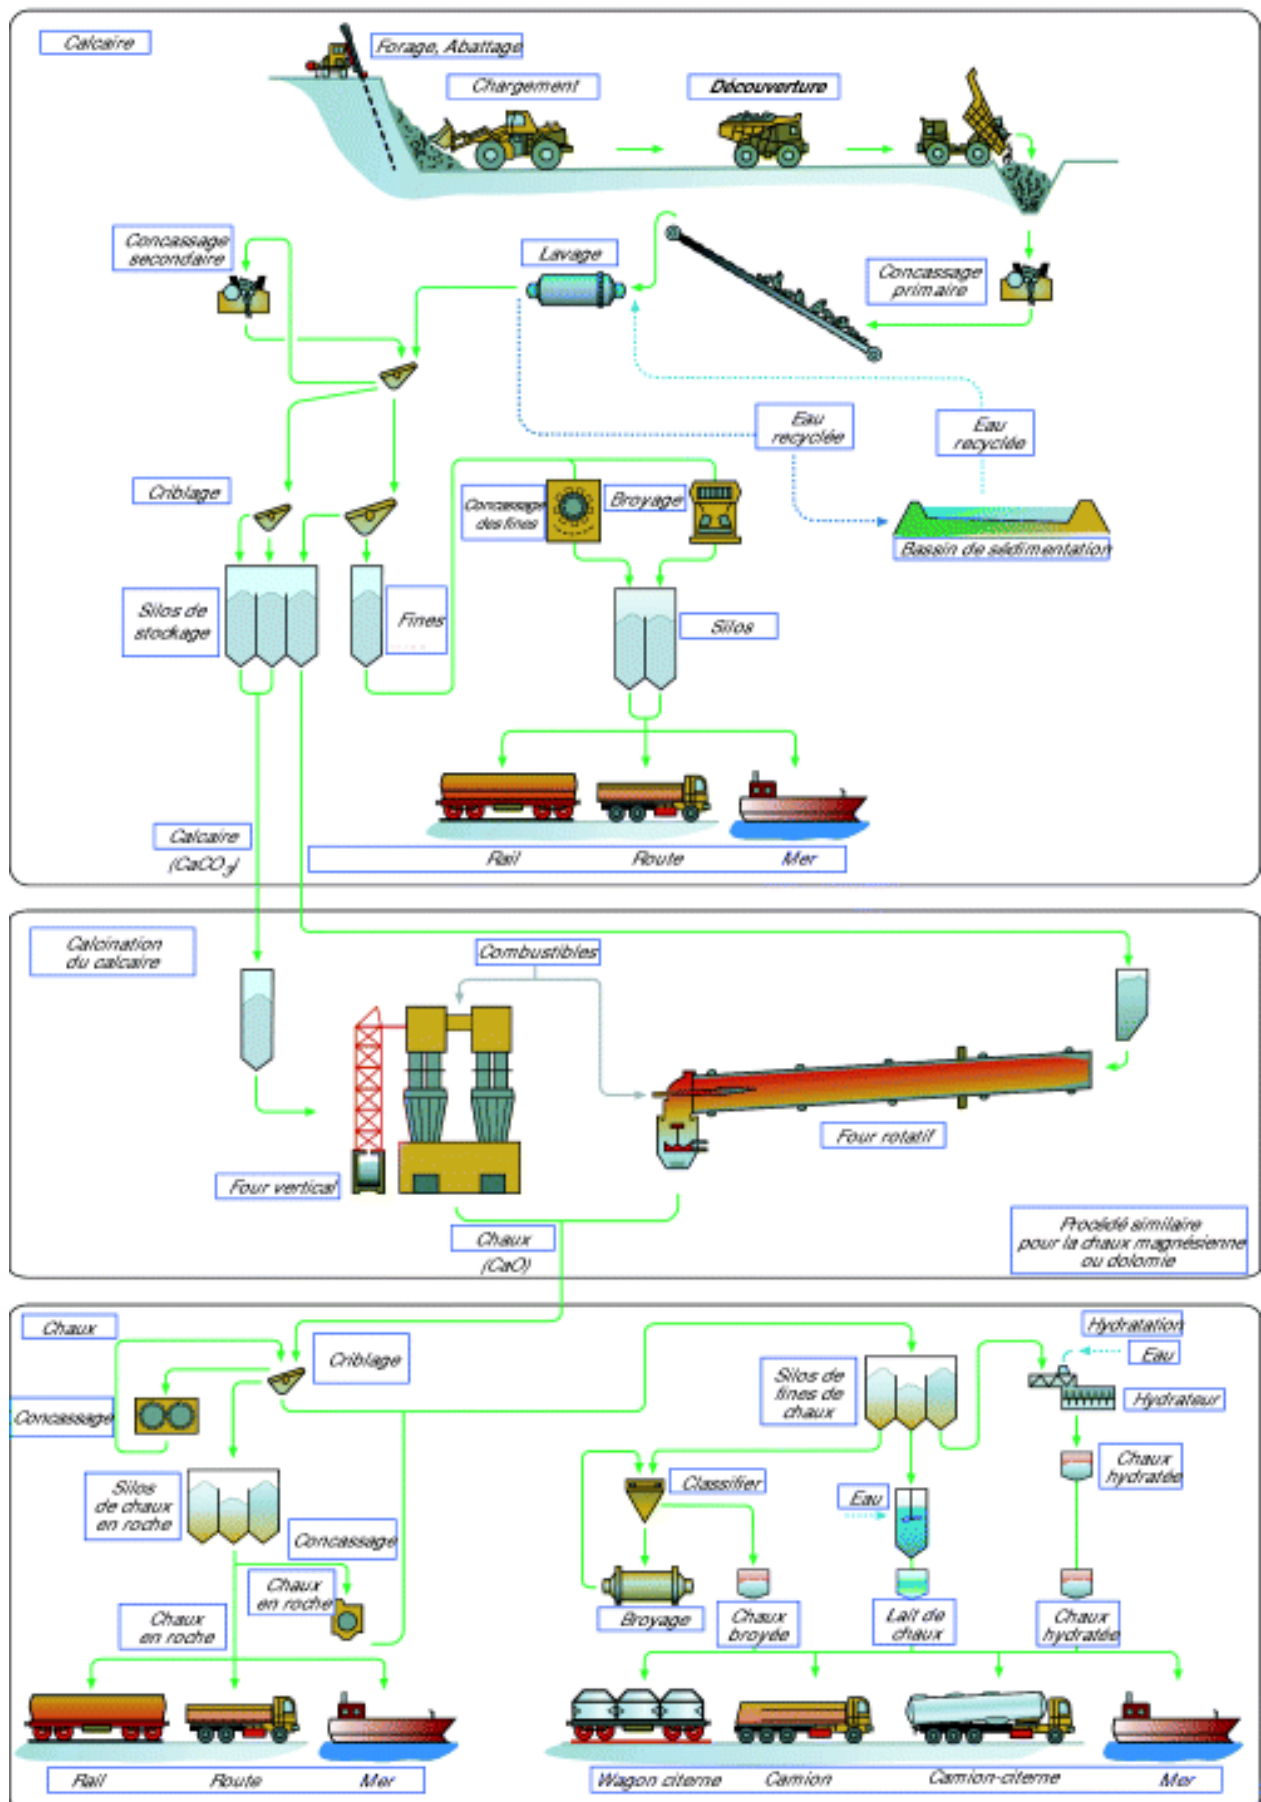 Calcaire
Forage, Abattage
Chargement
Découverture
Concassage
secondaire
Lavage
Concassage
primaire
Eau
recyclée
Eau
recyclée
Criblage
Concassage
des fines
Broyage
Bassin de sédimentation
Silos de
stockage
Fines
Silos
Calcaire
(CaCO3)
Rail
Route
Mer
Calcination
du calcaire
Combustibles
Four rotatif
Four vertical
Chaux
(CaO)
Procédé similaire
pour la chaux magnésienne
ou dolomie
Chaux
Criblage
Concassage
Silos
de chaux
en roche
Concassage
Chaux
en roche
Chaux
en roche
Rail
Route
Mer
Silos de
fines de
chaux
Hydratation
Eau
Hydrateur
Chaux
hydratée
Classifier
Eau
Broyage
Chaux
broyée
Lait de
chaux
Chaux
hydratée
Wagon citerne
Camion
Camion-citerne
Mer